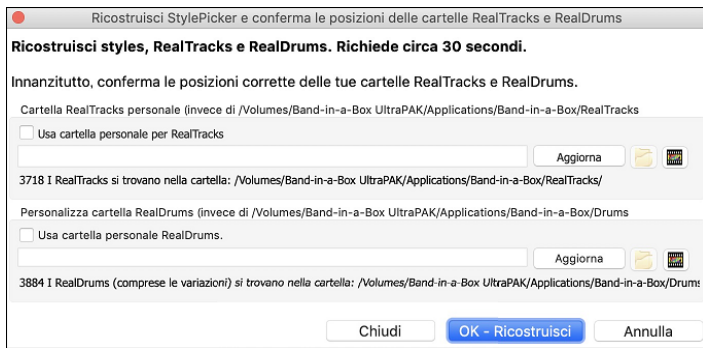 Ricostruisci StylePicker e conferma le posizioni delle cartelle RealTracks e RealDrums
Ricostruisci styles, RealTracks e RealDrums. Richiede circa 30 secondi.
Innanzitutto, conferma le posizioni corrette delle tue cartelle RealTracks e RealDrums.
Cartella RealTracks personale (invece di /Volumes/Band-in-a-Box UltraPAK/Applications/Band-in-a-Box/RealTracks
Usa cartella personale per RealTracks
Aggiorna
3718 I RealTracks si trovano nella cartella: /Volumes/Band-in-a-Box UltraPAK/Applications/Band-in-a-Box/RealTracks/
Personalizza cartella RealDrums (invece di /Volumes/Band-in-a-Box UltraPAK/Applications/Band-in-a-Box/Drums
Usa cartella personale RealDrums.
Aggiorna
3884 I RealDrums (comprese le variazioni) si trovano nella cartella: /Volumes/Band-in-a-Box UltraPAK/Applications/Band-in-a-Box/Drums
Chiudi OK - Ricostruisci Annulla